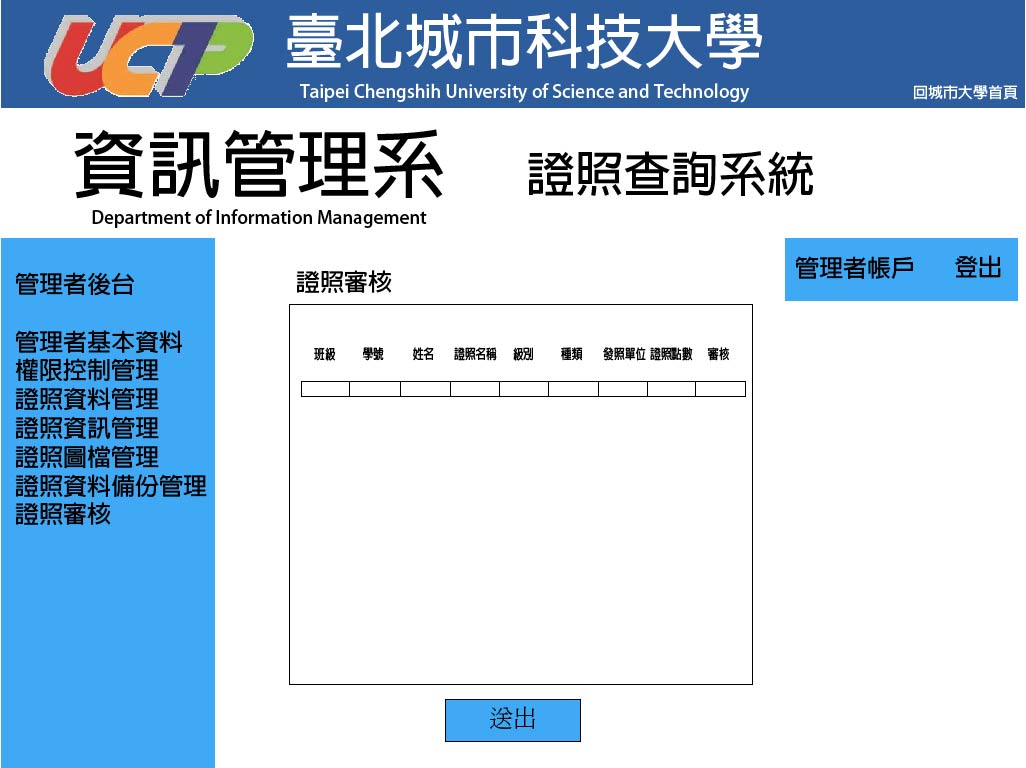 UCTP
臺北城市科技大學
Taipei Chengshih University of Science and Technology
回城市大學首頁
資訊管理系
證照查詢系統
Department of Information Management
管理者後台
管理者基本資料
權限控制管理
證照資料管理
證照資訊管理
證照圖檔管理
證照資料備份管理
證照審核
證照審核
班級 學號 姓名 證照名稱 級別 種類 發照單位 證照點數 審核
送出
管理者帳戶 登出